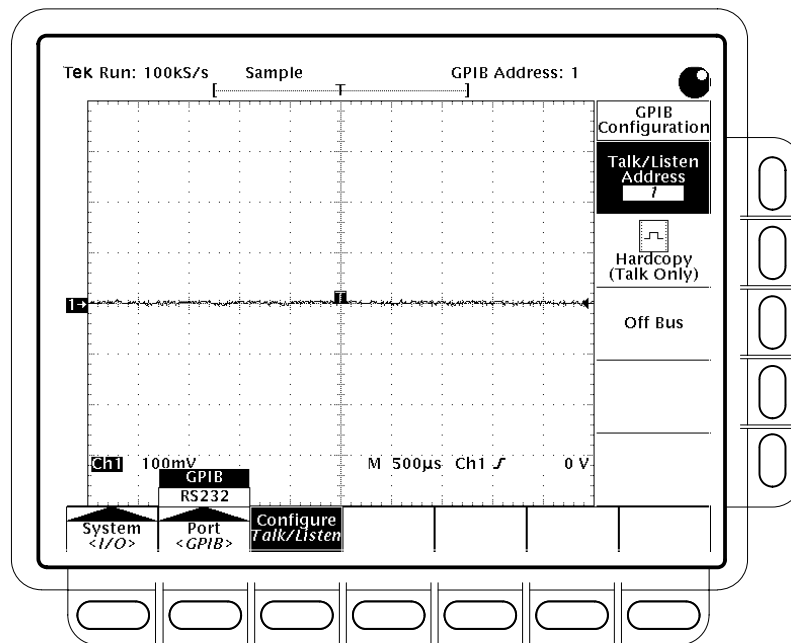 Tek Run: 100kS/s Sample GPIB Address: 1
[ T ]
GPIB
Configuration
Talk/Listen
Address
1
Hardcopy
(Talk Only)
Off Bus
1→
T
Ch1 100mV M 500µs Ch1 0 V
GPIB
RS232
System
<I/O>
Port
<GPIB>
Configure
Talk/Listen